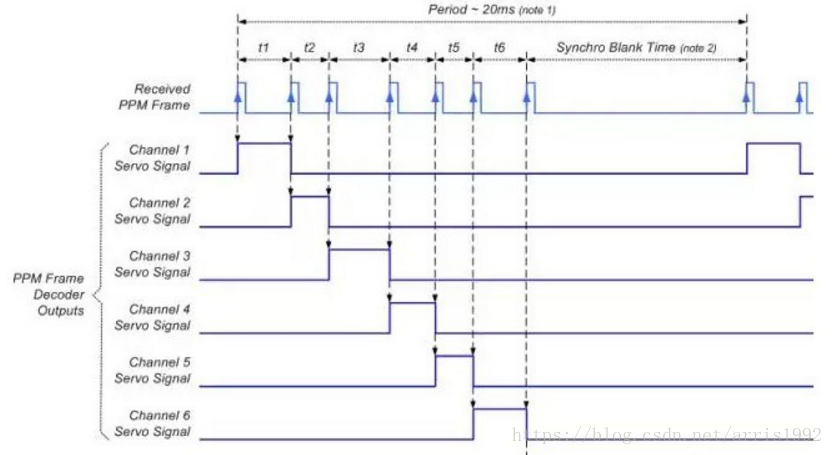 Period ~ 20ms (note 1)
t1 t2 t3 t4 t5 t6 Synchro Blank Time (note 2)
Received
PPM Frame
Channel 1
Servo Signal
Channel 2
Servo Signal
Channel 3
Servo Signal
PPM Frame
Decoder
Outputs
Channel 4
Servo Signal
Channel 5
Servo Signal
Channel 6
Servo Signal
https://blog.csdn.net/arris1992